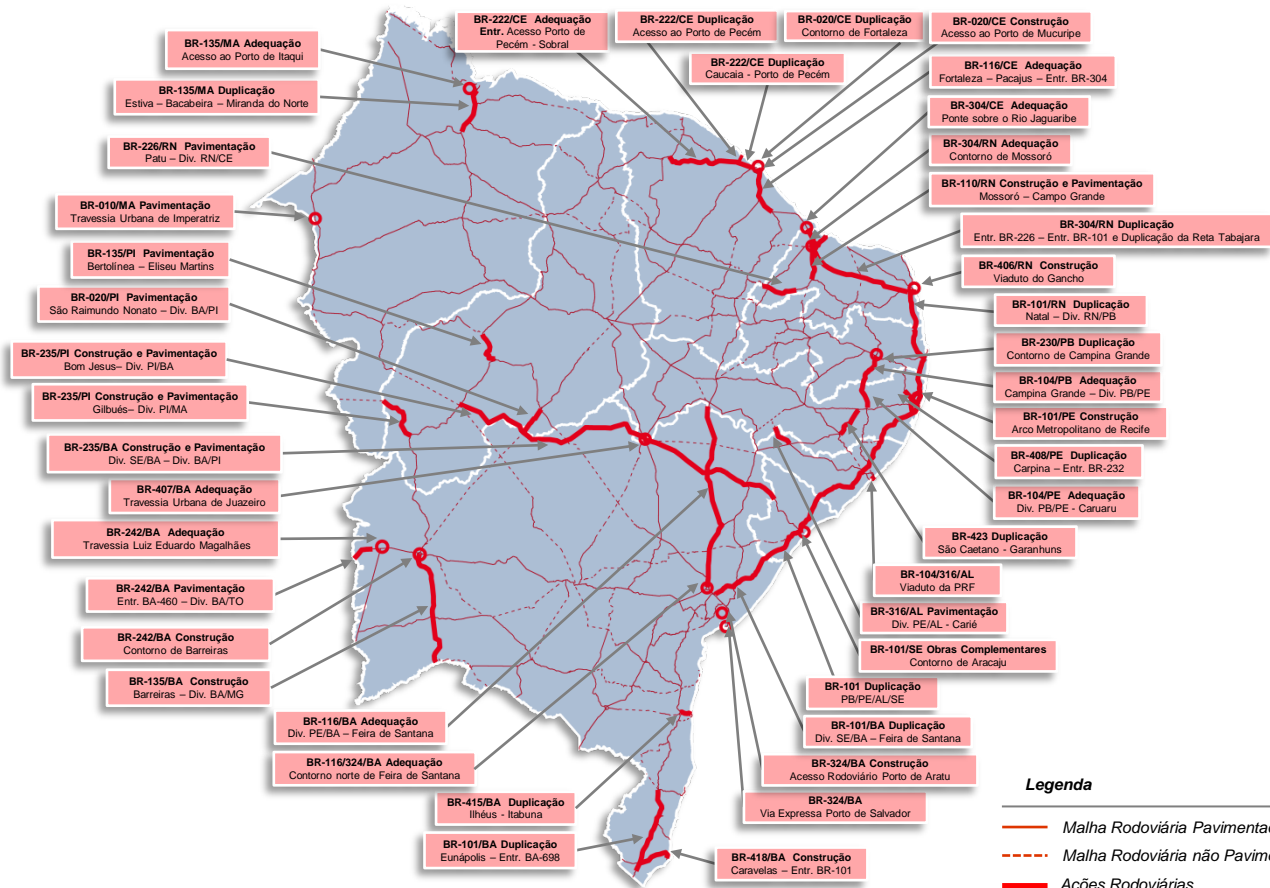 BR-222/CE Adequação
Entr. Acesso Porto de
Pecém - Sobral
BR-222/CE Duplicação
Acesso ao Porto de Pecém
BR-020/CE Duplicação
Contorno de Fortaleza
BR-020/CE Construção
Acesso ao Porto de Mucuripe
BR-135/MA Adequação
Acesso ao Porto de Itaqui
BR-222/CE Duplicação
Caucaia - Porto de Pecém
BR-116/CE Adequação
Fortaleza - Pacajus - Entr. BR-304
BR-135/MA Duplicação
Estiva – Bacabeira - Miranda do Norte
BR-304/CE Adequação
Ponte sobre o Rio Jaguaribe
BR-226/RN Pavimentação
Patu – Div. RN/CE
BR-304/RN Adequação
Contorno de Mossoró
BR-110/RN Construção e Pavimentação
Mossoró – Campo Grande
BR-010/MA Pavimentação
Travessia Urbana de Imperatriz
BR-304/RN Duplicação
Entr. BR-226 – Entr. BR-101 e Duplicação da Reta Tabajara
BR-135/PI Pavimentação
Bertolínea – Eliseu Martins
BR-406/RN Construção
Viaduto do Gancho
BR-020/PI Pavimentação
São Raimundo Nonato – Div. BA/PI
BR-101/RN Duplicação
Natal – Div. RN/PB
BR-235/PI Construção e Pavimentação
Bom Jesus– Div. PI/BA
BR-230/PB Duplicação
Contorno de Campina Grande
BR-104/PB Adequação
Campina Grande – Div. PB/PE
BR-235/PI Construção e Pavimentação
Gilbués– Div. PI/MA
BR-101/PE Construção
Arco Metropolitano de Recife
BR-235/BA Construção e Pavimentação
Div. SE/BA – Div. BA/PI
BR-408/PE Duplicação
Carpina – Entr. BR-232
BR-407/BA Adequação
Travessia Urbana de Juazeiro
BR-104/PE Adequação
Div. PB/PE - Caruaru
BR-242/BA Adequação
Travessia Luiz Eduardo Magalhães
BR-423 Duplicação
São Caetano - Garanhuns
BR-242/BA Pavimentação
Entr. BA-460 – Div. BA/TO
BR-104/316/AL
Viaduto da PRF
BR-316/AL Pavimentação
Div. PE/AL - Carié
BR-242/BA Construção
Contorno de Barreiras
BR-101/SE Obras Complementares
Contorno de Aracaju
BR-135/BA Construção
Barreiras – Div. BA/MG
BR-101 Duplicação
PB/PE/AL/SE
BR-116/BA Adequação
Div. PE/BA – Feira de Santana
BR-101/BA Duplicação
Div. SE/BA – Feira de Santana
BR-116/324/BA Adequação
Contorno norte de Feira de Santana
BR-324/BA Construção
Acesso Rodoviário Porto de Aratu
BR-415/BA Duplicação
Ilhéus - Itabuna
BR-324/BA
Via Expressa Porto de Salvador
BR-101/BA Duplicação
Eunápolis – Entr. BA-698
BR-418/BA Construção
Caravelas – Entr. BR-101
Legenda
Malha Rodoviária Pavimenta
Malha Rodoviária não Pavime
Ações Rodoviárias